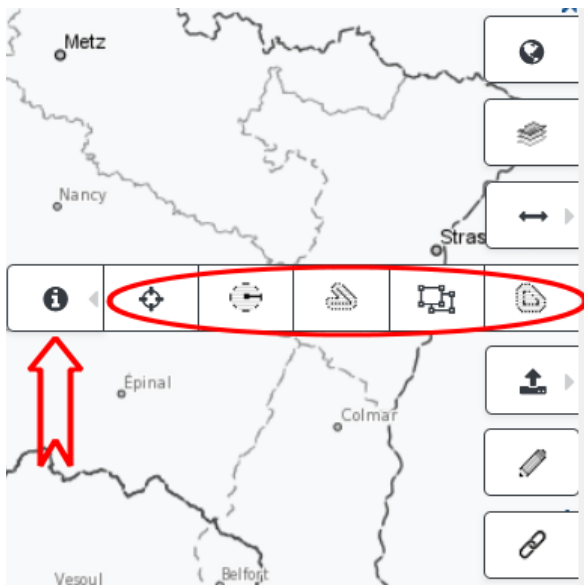 Metz
Nancy
Stras
Épinal
Colmar
Vesoul
Belfort